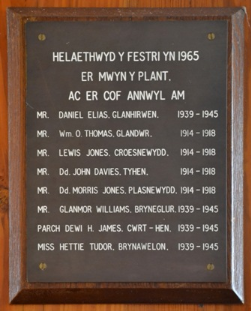 HELAETHWYD Y FESTRI YN 1965
ER MWYN Y PLANT,
AC ER COF ANNWYL AM
MR. DANIEL ELIAS, GLANHIRWEN, 1939-1945
MR. Wm. O. THOMAS, GLANDWR, 1914-1918
MR. LEWIS JONES, CROESNEWYDD, 1914-1918
MR. Dd. JOHN DAVIES, TYHEN, 1914-1918
MR. Dd. MORRIS JONES, PLASNEWYDD, 1914-1918
MR. GLANMOR WILLIAMS, BRYNEGLUR, 1939-1945
PARCH DEWI H. JAMES, CWRT-HEN, 1939-1945
MISS HETTIE TUDOR, BRYNAWELON, 1939-1945